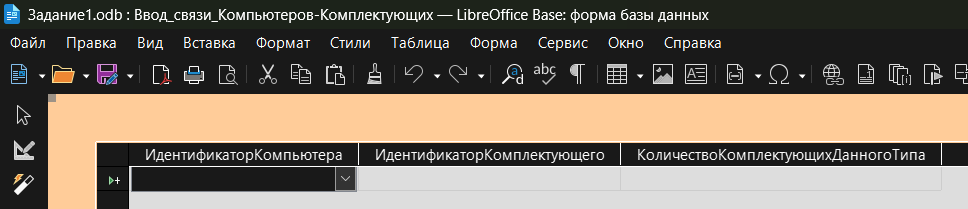 Задание1.odb : Ввод_связи_Компьютеров-Комплектующих — LibreOffice Base: форма базы данных
Файл Правка Вид Вставка Формат Стили Таблица Форма Сервис Окно Справка
ИдентификаторКомпьютера ИдентификаторКомплектующего КоличествоКомплектующихДанногоТипа